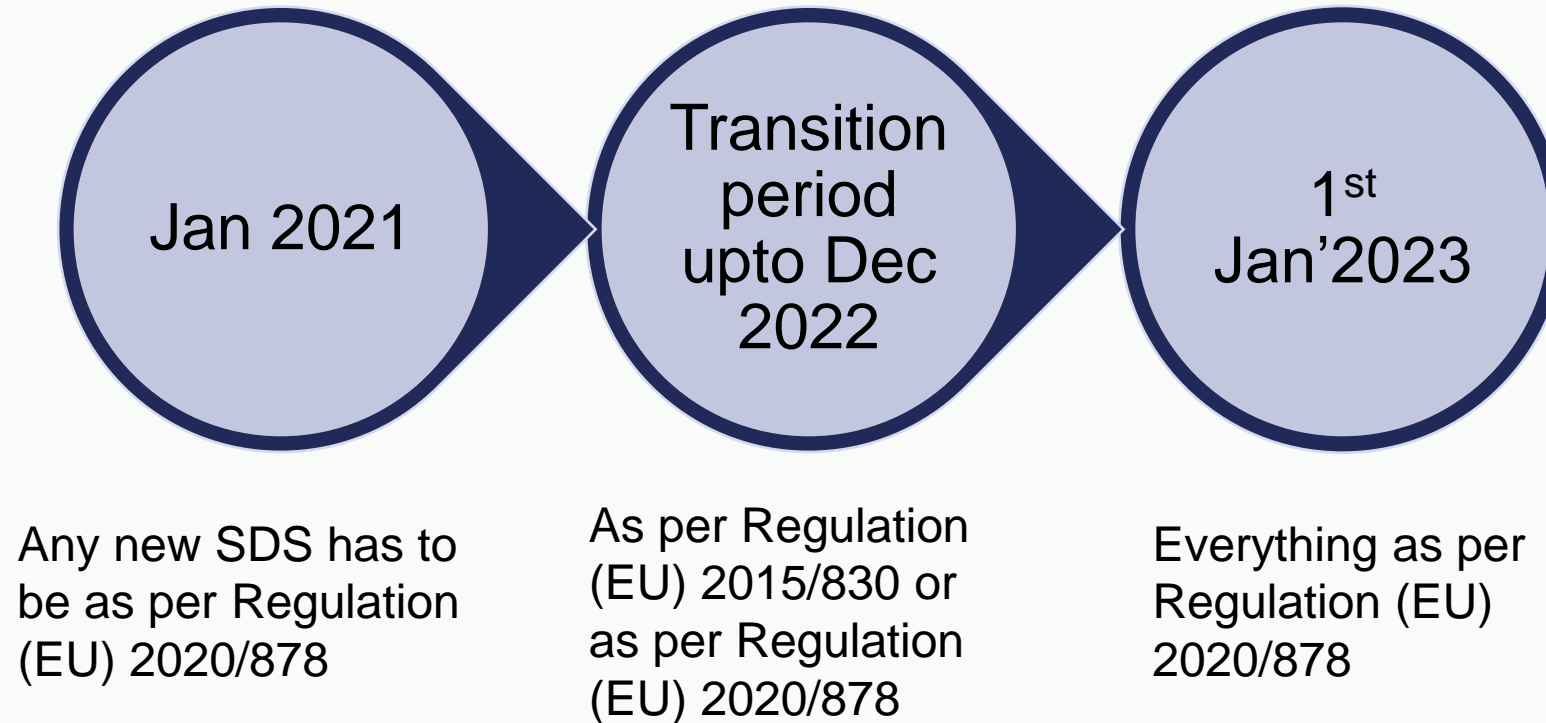 Jan 2021
Transition
period
upto Dec
2022
1st
Jan’2023
Any new SDS has to
be as per Regulation
(EU) 2020/878
As per Regulation
(EU) 2015/830 or
as per Regulation
(EU) 2020/878
Everything as per
Regulation (EU)
2020/878